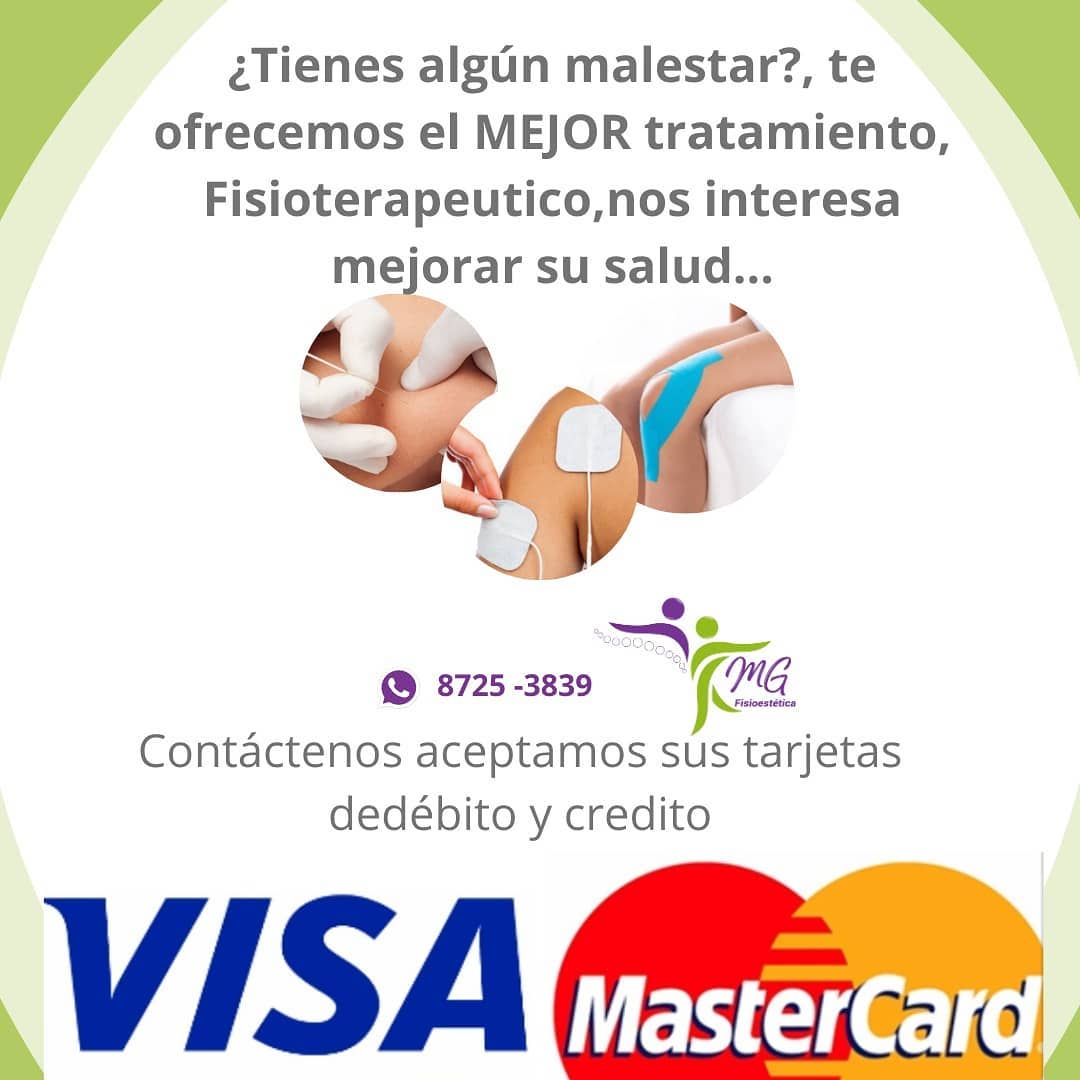 ¿Tienes algún malestar?, te
ofrecemos el MEJOR tratamiento,
Fisioterapeutico,nos interesa
mejorar su salud...
8725 -3839
MG
Fisioestética
Contáctenos aceptamos sus tarjetas
dedébito y credito
VISA
MasterCard